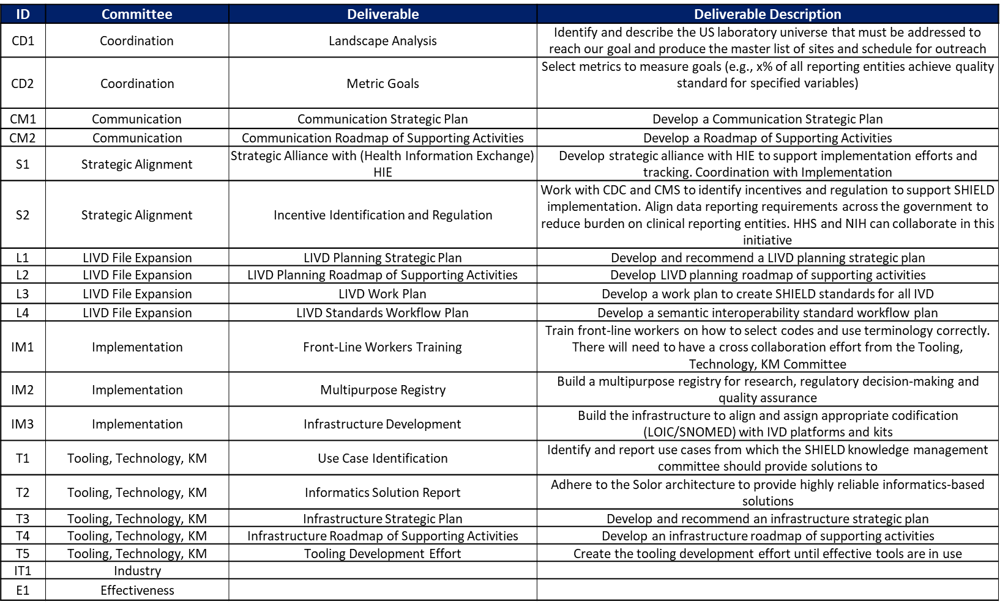 ID Committee Deliverable Deliverable Description
CD1 Coordination Landscape Analysis Identify and describe the US laboratory universe that must be addressed to
reach our goal and produce the master list of sites and schedule for outreach
CD2 Coordination Metric Goals Select metrics to measure goals (e.g., x% of all reporting entities achieve quality
standard for specified variables)
CM1 Communication Communication Strategic Plan Develop a Communication Strategic Plan
CM2 Communication Communication Roadmap of Supporting Activities Develop a Roadmap of Supporting Activities
S1 Strategic Alignment Strategic Alliance with (Health Information Exchange)
HIE Develop strategic alliance with HIE to support implementation efforts and
tracking. Coordination with Implementation
S2 Strategic Alignment Incentive Identification and Regulation Work with CDC and CMS to identify incentives and regulation to support SHIELD
implementation. Align data reporting requirements across the government to
reduce burden on clinical reporting entities. HHS and NIH can collaborate in this
initiative
L1 LIVD File Expansion LIVD Planning Strategic Plan Develop and recommend a LIVD planning strategic plan
L2 LIVD File Expansion LIVD Planning Roadmap of Supporting Activities Develop LIVD planning roadmap of supporting activities
L3 LIVD File Expansion LIVD Work Plan Develop a work plan to create SHIELD standards for all IVD
L4 LIVD File Expansion LIVD Standards Workflow Plan Develop a semantic interoperability standard workflow plan
IM1 Implementation Front-Line Workers Training Train front-line workers on how to select codes and use terminology correctly.
There will need to have a cross collaboration effort from the Tooling,
Technology, KM Committee
IM2 Implementation Multipurpose Registry Build a multipurpose registry for research, regulatory decision-making and
quality assurance
IM3 Implementation Infrastructure Development Build the infrastructure to align and assign appropriate codification
(LOIC/SNOMED) with IVD platforms and kits
T1 Tooling, Technology, KM Use Case Identification Identify and report use cases from which the SHIELD knowledge management
committee should provide solutions to
T2 Tooling, Technology, KM Informatics Solution Report Adhere to the Solor architecture to provide highly reliable informatics-based
solutions
T3 Tooling, Technology, KM Infrastructure Strategic Plan Develop and recommend an infrastructure strategic plan
T4 Tooling, Technology, KM Infrastructure Roadmap of Supporting Activities Develop an infrastructure roadmap of supporting activities
T5 Tooling, Technology, KM Tooling Development Effort Create the tooling development effort until effective tools are in use
IT1 Industry
E1 Effectiveness